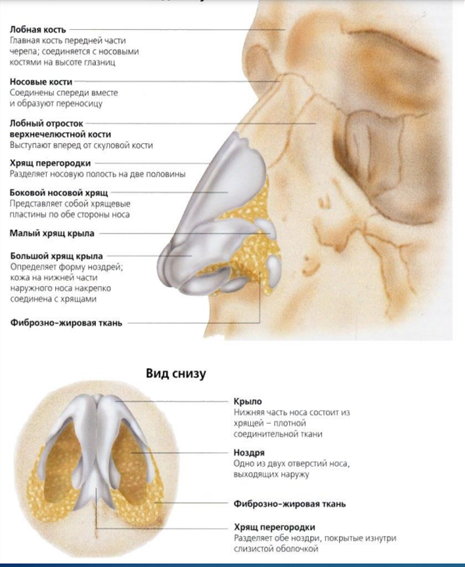 Лобная кость
Главная кость передней части
черепа; соединяется с носовыми
костями на высоте глазниц
Носовые кости
Соединены спереди вместе
и образуют переносицу
Лобный отросток
верхнечелюстной кости
Выступают вперед от скуловой кости
Хрящ перегородки
Разделяет носовую полость на две половины
Боковой носовой хрящ
Представляет собой хрящевые
пластины по обе стороны носа
Малый хрящ крыла
Большой хрящ крыла
Определяет форму ноздрей;
кожа на нижней части
наружного носа накрепко
соединена с хрящами
Фиброзно-жировая ткань
Вид снизу
Крыло
Нижняя часть носа состоит из
хрящей – плотной
соединительной ткани
Ноздря
Одно из двух отверстий носа,
выходящих наружу
Фиброзно-жировая ткань
Хрящ перегородки
Разделяет обе ноздри, покрытые изнутри
слизистой оболочкой